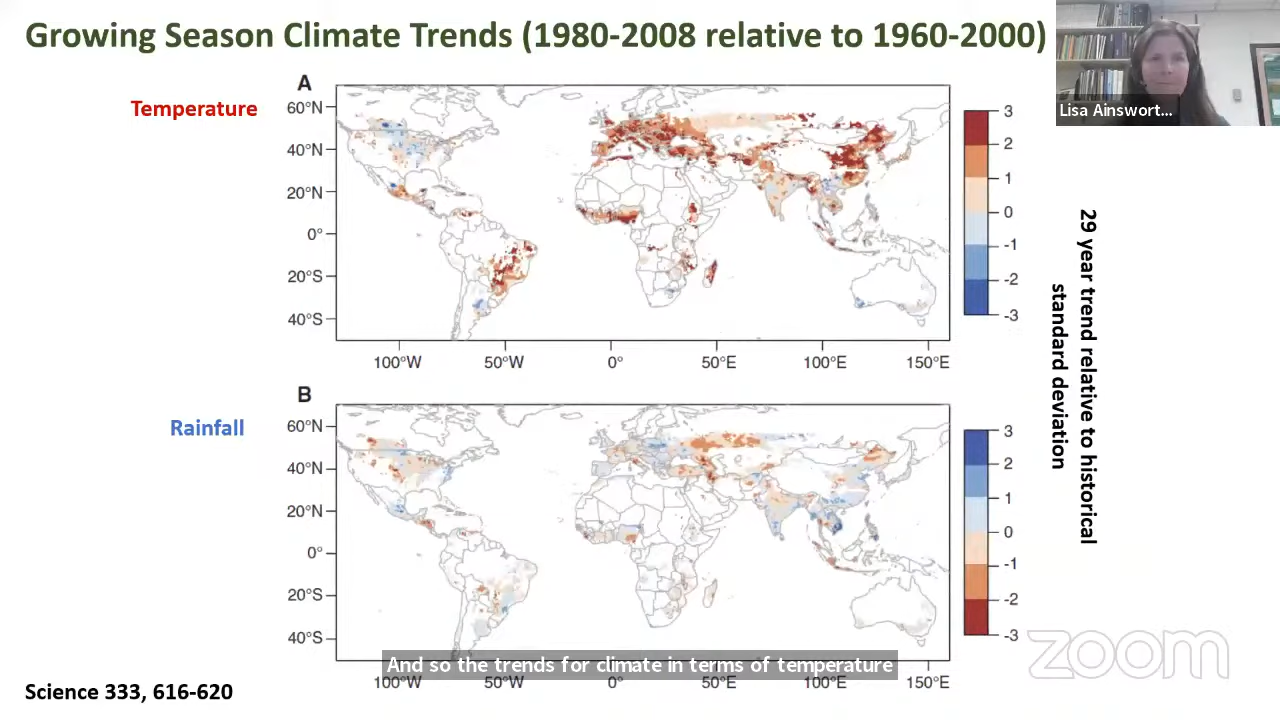 Growing Season Climate Trends (1980-2008 relative to 1960-2000)
Lisa Ainswort...
A
Temperature
60°N
40°N
20°N
0°
20°S
40°S
100°W 50°W 0° 50°E 100°E 150°E
3
2
1
0
-1
-2
-3
29 year trend relative to historical
standard deviation
B
Rainfall
60°N
40°N
20°N
0°
20°S
40°S
100°W 50°W 0° 50°E 100°E 150°E
3
2
1
0
-1
-2
-3
And so the trends for climate in terms of temperature
Science 333, 616-620
zoom